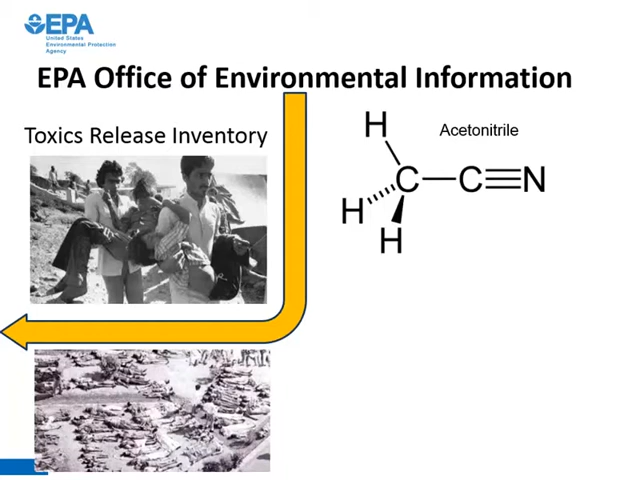 EPA
United States
Environmental Protection
Agency
EPA Office of Environmental Information
Toxics Release Inventory
Acetonitrile
H
C C≡N
H
H